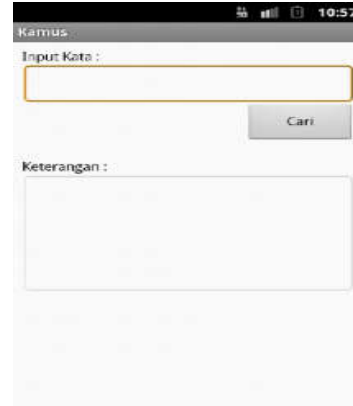 10:57
Kamus
Input Kata :
Cari
Keterangan :